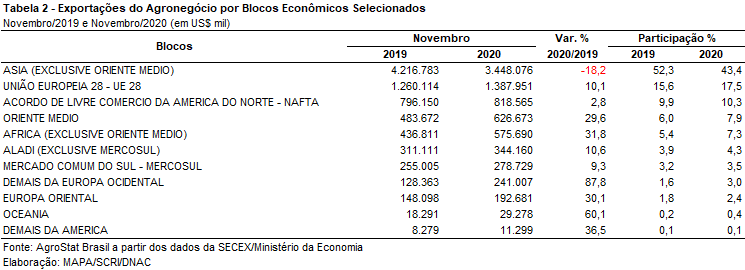 Tabela 2 - Exportações do Agronegócio por Blocos Econômicos Selecionados
Novembro/2019 e Novembro/2020 (em US$ mil)
Blocos Novembro Var. % Participação %
2019 2020 2020/2019 2019 2020
ASIA (EXCLUSIVE ORIENTE MEDIO) 4.216.783 3.448.076 -18,2 52,3 43,4
UNIÃO EUROPEIA 28 - UE 28 1.260.114 1.387.951 10,1 15,6 17,5
ACORDO DE LIVRE COMERCIO DA AMERICA DO NORTE - NAFTA 796.150 818.565 2,8 9,9 10,3
ORIENTE MEDIO 483.672 626.673 29,6 6,0 7,9
AFRICA (EXCLUSIVE ORIENTE MEDIO) 436.811 575.690 31,8 5,4 7,3
ALADI (EXCLUSIVE MERCOSUL) 311.111 344.160 10,6 3,9 4,3
MERCADO COMUM DO SUL - MERCOSUL 255.005 278.729 9,3 3,2 3,5
DEMAIS DA EUROPA OCIDENTAL 128.363 241.007 87,8 1,6 3,0
EUROPA ORIENTAL 148.098 192.681 30,1 1,8 2,4
OCEANIA 18.291 29.278 60,1 0,2 0,4
DEMAIS DA AMERICA 8.279 11.299 36,5 0,1 0,1
Fonte: AgroStat Brasil a partir dos dados da SECEX/Ministério da Economia
Elaboração: MAPA/SCRI/DNAC